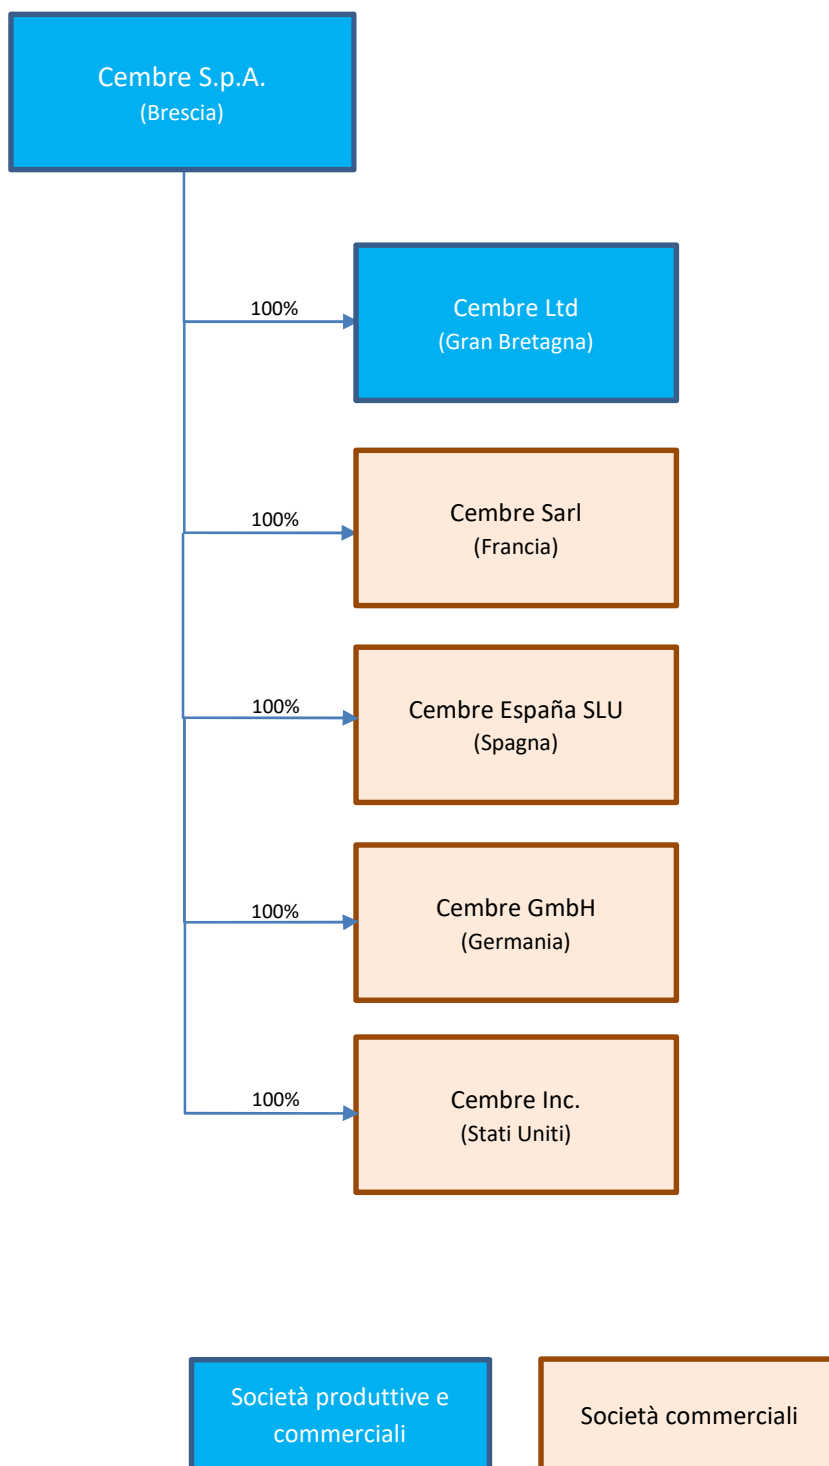 Cembre S.p.A.
(Brescia)
100%
Cembre Ltd
(Gran Bretagna)
100%
Cembre Sarl
(Francia)
100%
Cembre España SLU
(Spagna)
100%
Cembre GmbH
(Germania)
100%
Cembre Inc.
(Stati Uniti)
Società produttive e
commerciali
Società commerciali